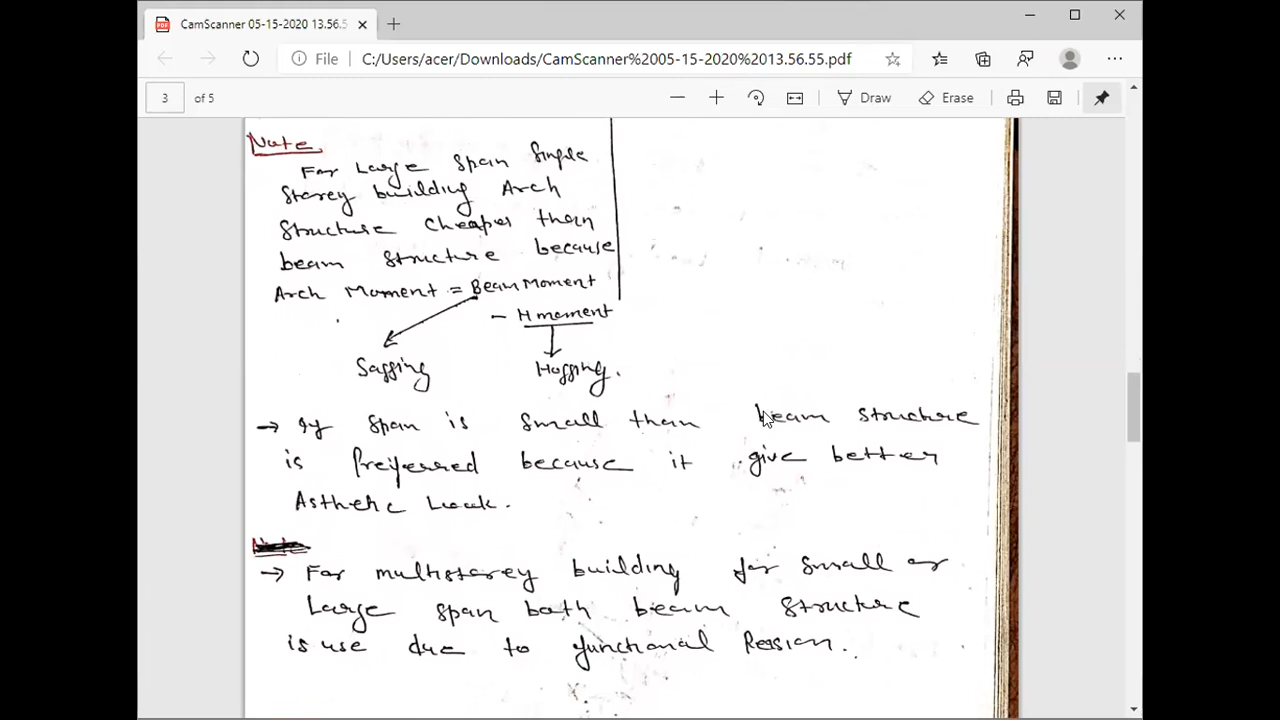 CamScanner 05-15-2020 13.56.5
File C:/Users/acer/Downloads/CamScanner%2005-15-2020%2013.56.55.pdf
3 of 5 Draw Erase
Note
For Large span single
storey building Arch
structure cheaper than
beam structure because
Arch Moment = Beam Moment
- H moment
Sagging Hogging.
→ If span is small than beam structure
is Preiferred because it give better
Asthetic Look.
→ For multistorey building for small or
Large span both beam structure
is use due to functional Resion.